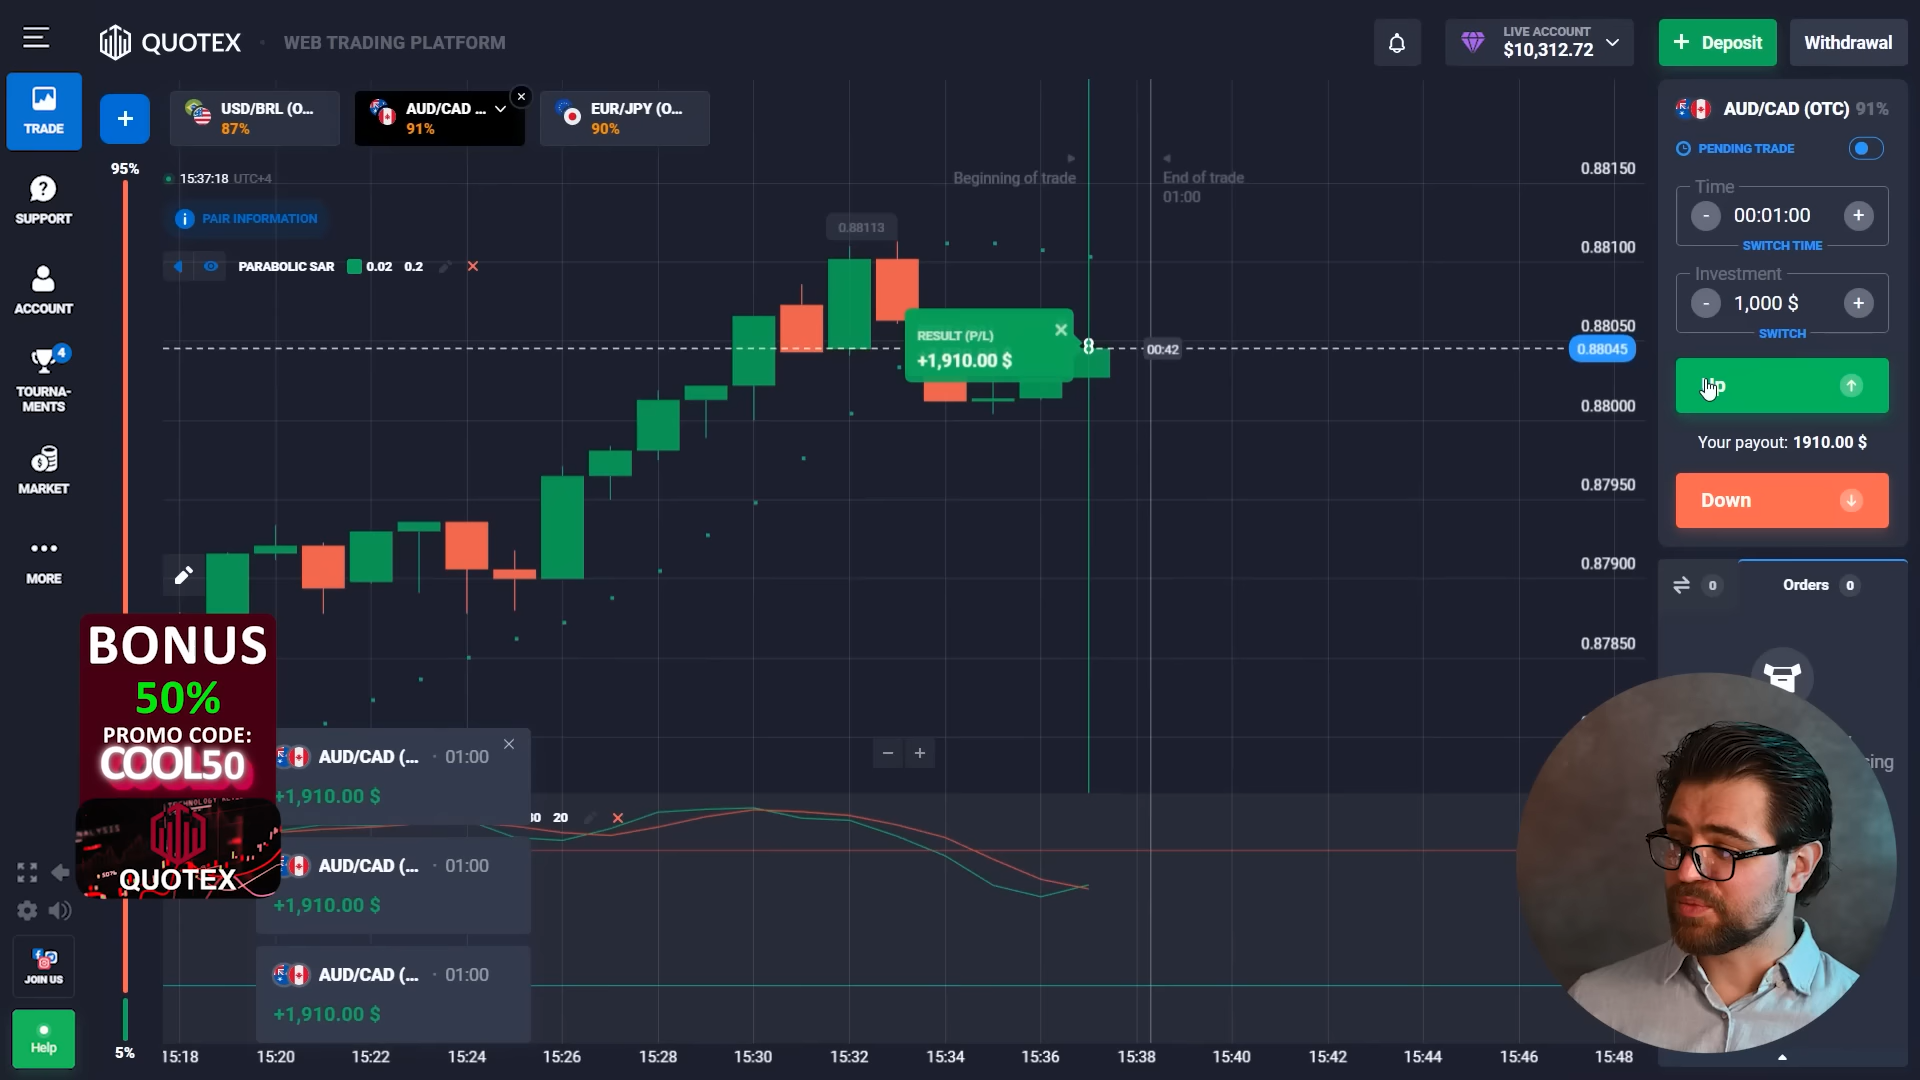 QUOTEX
WEB TRADING PLATFORM
LIVE ACCOUNT
$10,312.72
+ Deposit
Withdrawal
TRADE
SUPPORT
ACCOUNT
4
TOURNA-
MENTS
MARKET
MORE
JOIN US
Help
95%
5%
USD/BRL (O...
87%
AUD/CAD ...
91%
EUR/JPY (O...
90%
15:37:18 UTC+4
PAIR INFORMATION
PARABOLIC SAR 0.02 0.2
Beginning of trade
End of trade
01:00
0.88113
RESULT (P/L)
+1,910.00 $
00:42
0.88150
0.88100
0.88050
0.88045
0.88000
0.87950
0.87900
0.87850
AUD/CAD (OTC) 91%
PENDING TRADE
Time
- 00:01:00 +
SWITCH TIME
Investment
- 1,000 $ +
SWITCH
Your payout: 1910.00 $
Down
0
Orders 0
BONUS
50%
PROMO CODE:
COOL50
QUOTEX
AUD/CAD (... · 01:00
+1,910.00 $
20
AUD/CAD (... · 01:00
+1,910.00 $
AUD/CAD (... · 01:00
+1,910.00 $
15:18 15:20 15:22 15:24 15:26 15:28 15:30 15:32 15:34 15:36 15:38 15:40 15:42 15:44 15:46 15:48